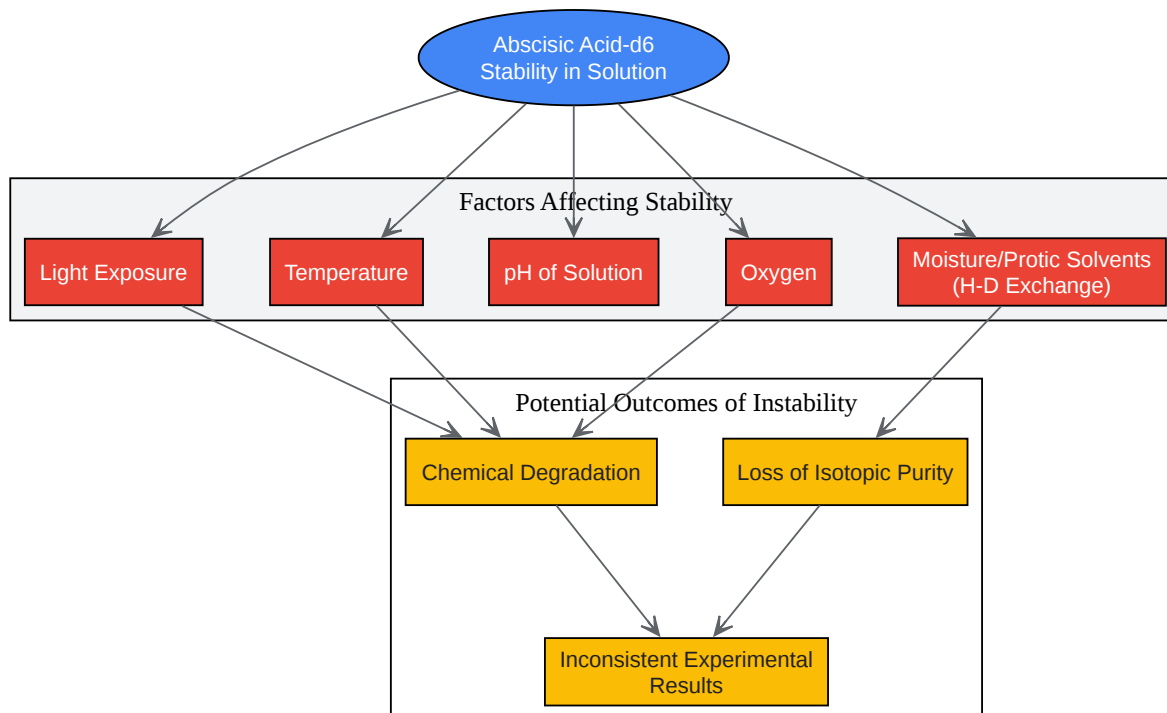 Abscisic Acid-d6
Stability in Solution
Factors Affecting Stability
Light Exposure
Temperature
pH of Solution
Oxygen
Moisture/Protic Solvents
(H-D Exchange)
Potential Outcomes of Instability
Chemical Degradation
Loss of Isotopic Purity
Inconsistent Experimental
Results